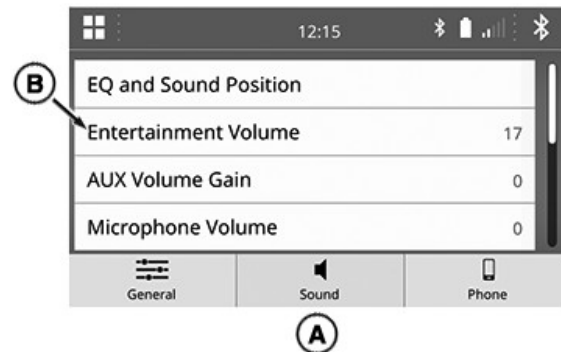 12:15
B
EQ and Sound Position
Entertainment Volume 17
AUX Volume Gain 0
Microphone Volume 0
General Sound Phone
A